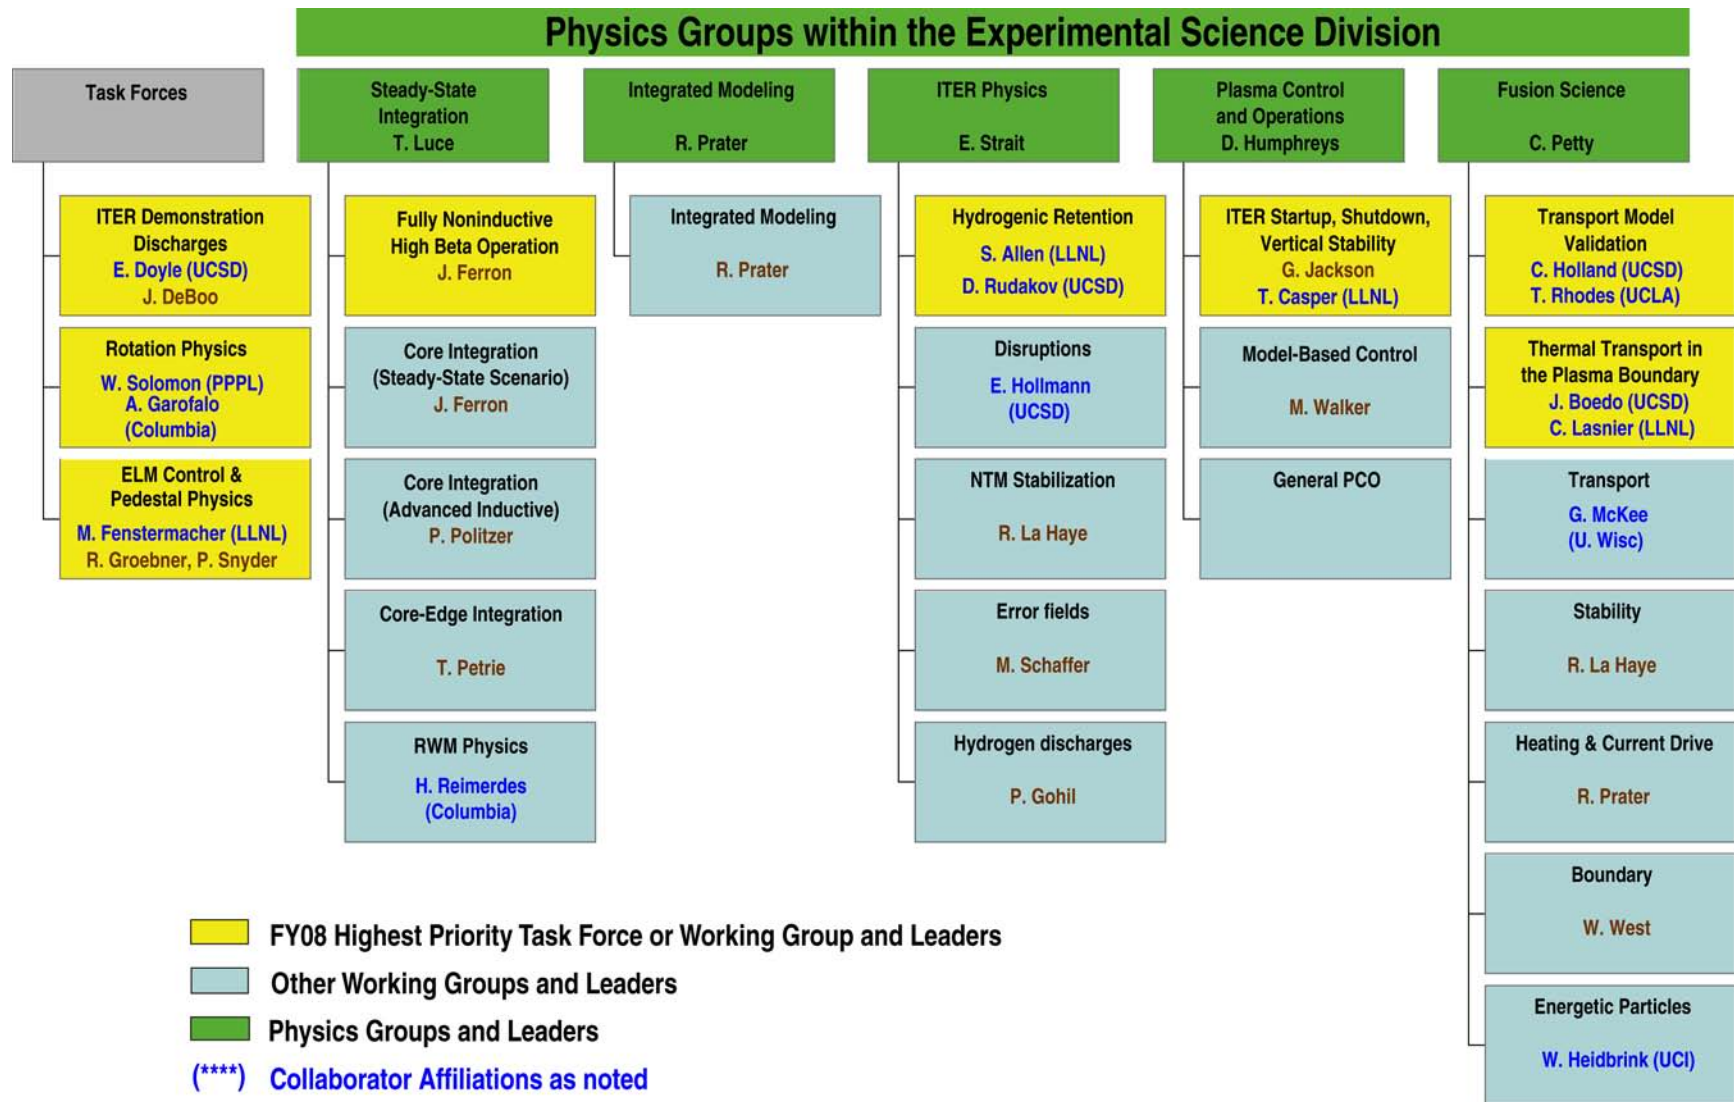 Physics Groups within the Experimental Science Division
Task Forces
ITER Demonstration
Discharges
E. Doyle (UCSD)
J. DeBoo
Rotation Physics
W. Solomon (PPPL)
A. Garofalo
(Columbia)
ELM Control &
Pedestal Physics
M. Fenstermacher (LLNL)
R. Groebner, P. Snyder
Steady-State
Integration
T. Luce
Fully Noninductive
High Beta Operation
J. Ferron
Core Integration
(Steady-State Scenario)
J. Ferron
Core Integration
(Advanced Inductive)
P. Politzer
Core-Edge Integration
T. Petrie
RWM Physics
H. Reimerdes
(Columbia)
Integrated Modeling
R. Prater
Integrated Modeling
R. Prater
ITER Physics
E. Strait
Hydrogenic Retention
S. Allen (LLNL)
D. Rudakov (UCSD)
Disruptions
E. Hollmann
(UCSD)
NTM Stabilization
R. La Haye
Error fields
M. Schaffer
Hydrogen discharges
P. Gohil
Plasma Control
and Operations
D. Humphreys
ITER Startup, Shutdown,
Vertical Stability
G. Jackson
T. Casper (LLNL)
Model-Based Control
M. Walker
General PCO
Fusion Science
C. Petty
Transport Model
Validation
C. Holland (UCSD)
T. Rhodes (UCLA)
Thermal Transport in
the Plasma Boundary
J. Boedo (UCSD)
C. Lasnier (LLNL)
Transport
G. McKee
(U. Wisc)
Stability
R. La Haye
Heating & Current Drive
R. Prater
Boundary
W. West
Energetic Particles
W. Heidbrink (UCI)
FY08 Highest Priority Task Force or Working Group and Leaders
Other Working Groups and Leaders
Physics Groups and Leaders
(****) Collaborator Affiliations as noted